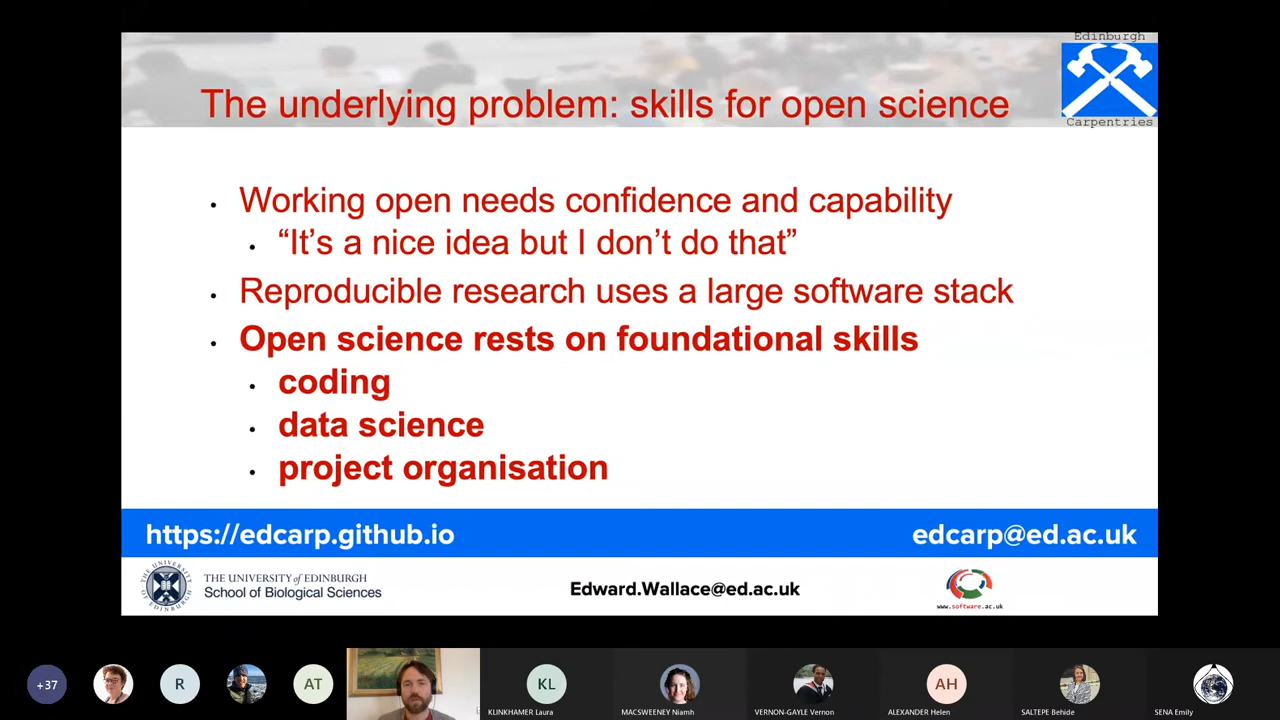 Edinburgh
The underlying problem: skills for open science
Carpentries
Working open needs confidence and capability
“It’s a nice idea but I don’t do that”
Reproducible research uses a large software stack
Open science rests on foundational skills
coding
data science
project organisation
https://edcarp.github.io
edcarp@ed.ac.uk
THE UNIVERSITY of EDINBURGH
School of Biological Sciences
Edward.Wallace@ed.ac.uk
www.software.ac.uk
+37
R
AT
KL
AH
KLINKHAMER Laura
MACSWEENEY Niamh
VERNON-GAYLE Vernon
ALEXANDER Helen
SALTEPE Behide
SENA Emily